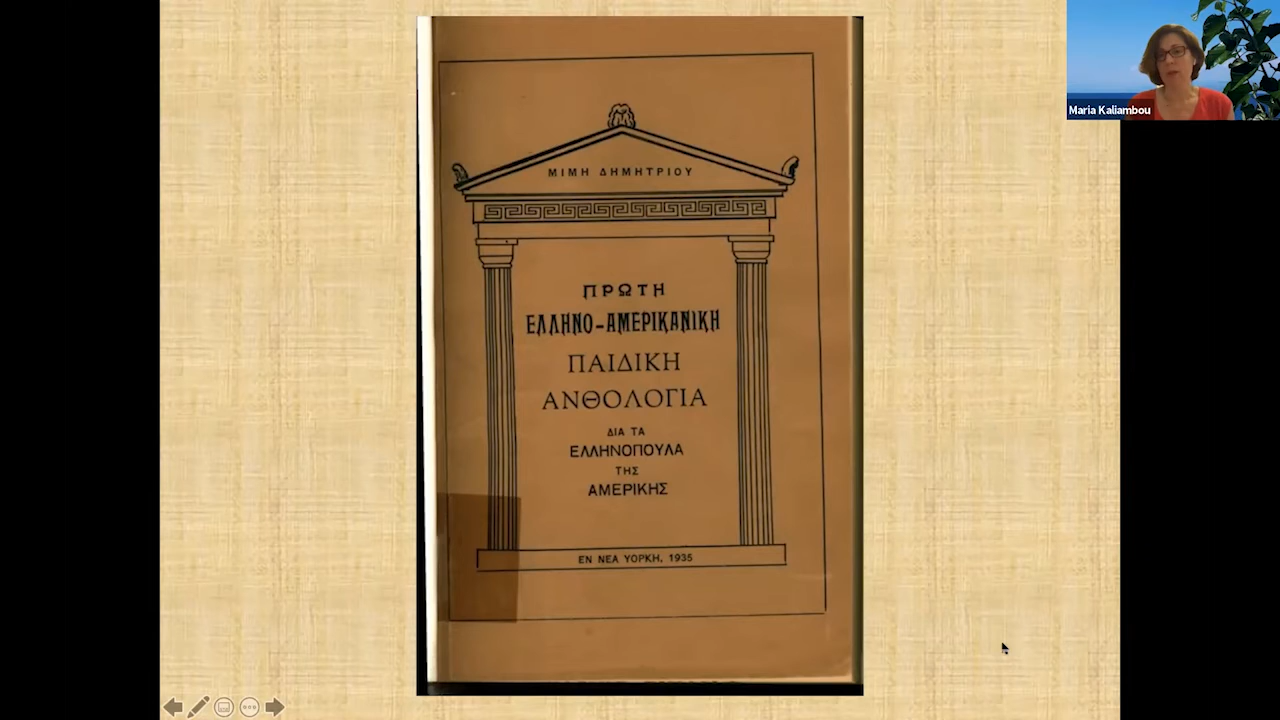 ΜΙΜΗ ΔΗΜΗΤΡΙΟΥ
ΠΡΩΤΗ
ΕΛΛΗΝΟ-ΑΜΕΡΙΚΑΝΙΚΗ
ΠΑΙΔΙΚΗ
ΑΝΘΟΛΟΓΙΑ
ΔΙΑ ΤΑ
ΕΛΛΗΝΟΠΟΥΛΑ
ΤΗΣ
ΑΜΕΡΙΚΗΣ
ΕΝ ΝΕΑ ΥΟΡΚΗ, 1935
Maria Kaliambou